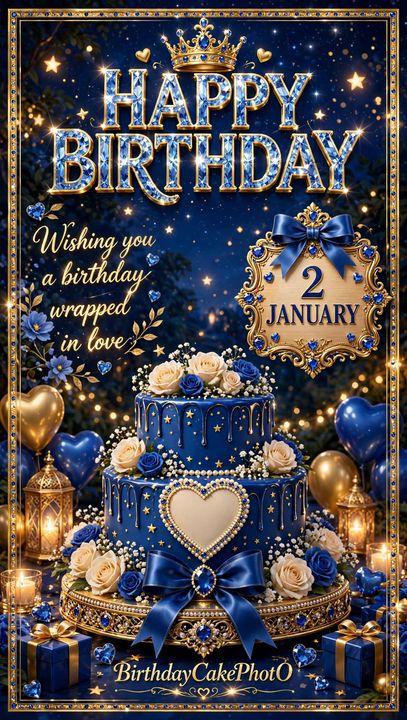 HAPPY
BIRTHDAY
Wishing you
a birthday
wrapped
in love
2
JANUARY
BirthdayCakePhotO